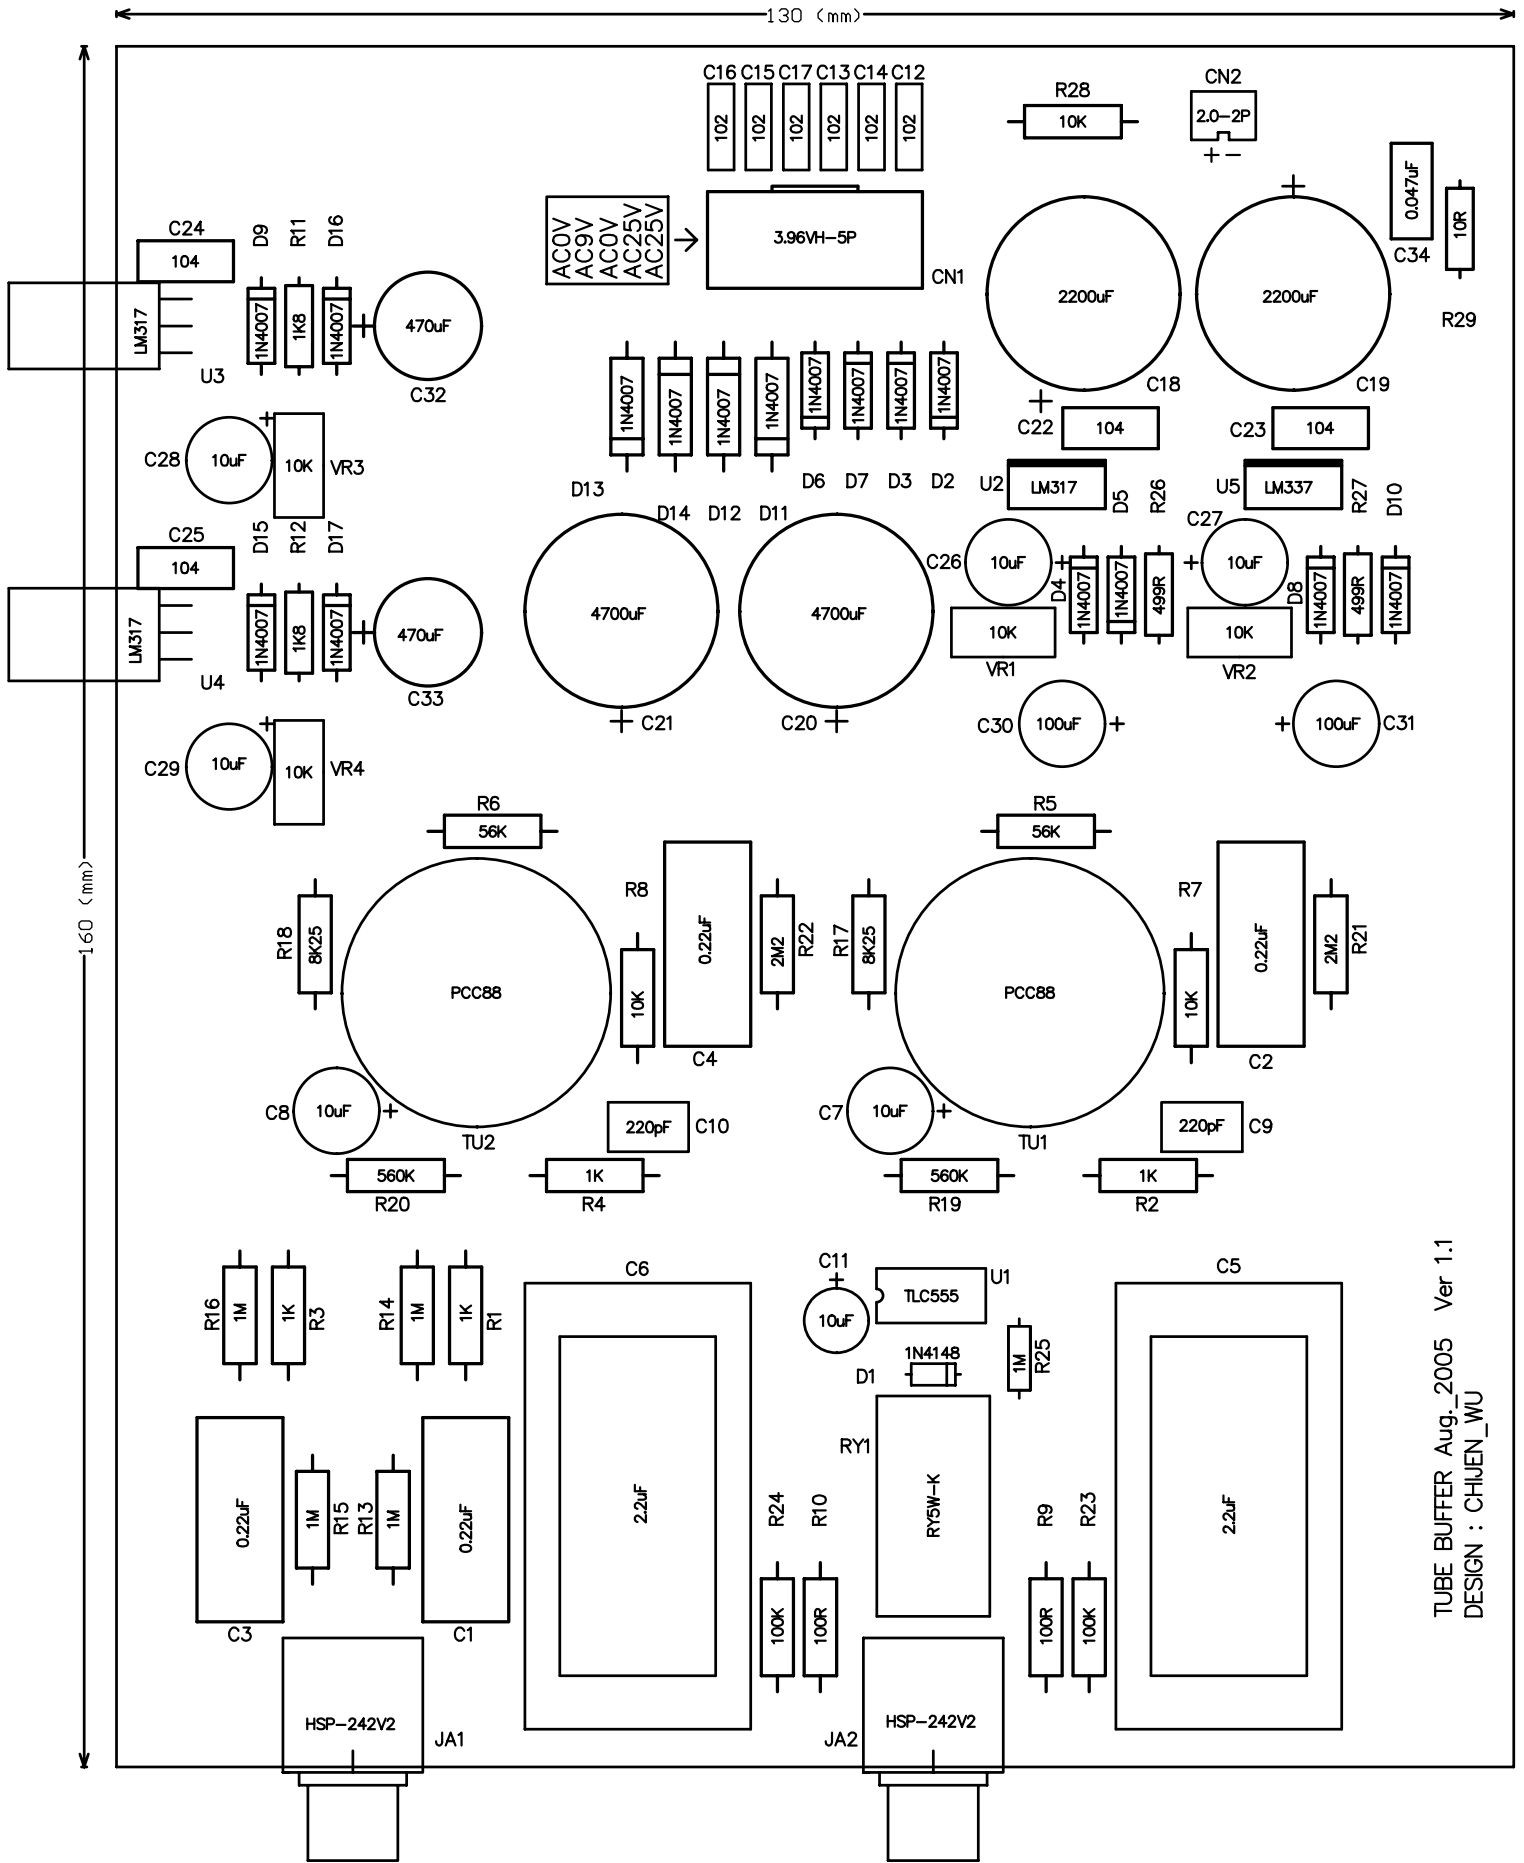 130 (mm)
160 (mm)
C16 C15 C17 C13 C14 C12
102 102 102 102 102 102
R28
10K
CN2
2.0-2P
+ -
0.047uF
C34
10R
R29
AC0V
AC9V
AC0V
AC25V
AC25V
3.96VH-5P
CN1
2200uF
C18
+
2200uF
C19
+
C24
104
LM317
U3
D9 R11 D16
1N4007 1K8 1N4007
+
470uF
C32
C28
10uF
+
10K
VR3
1N4007 1N4007 1N4007 1N4007
D13 D14 D12 D11
1N4007 1N4007 1N4007 1N4007
D6 D7 D3 D2
C22
104
C23
104
U2
LM317
D5 R26
U5
LM337
R27 D10
C25
104
LM317
U4
D15 R12 D17
1N4007 1K8 1N4007
+
470uF
C33
4700uF
+
C21
4700uF
C20
+
C26
10uF
+
D4
1N4007 1N4007 499R
10K
VR1
C27
+
10uF
D8
1N4007 499R 1N4007
10K
VR2
C30
100uF
+
+
100uF
C31
C29
10uF
+
10K
VR4
R6
56K
R5
56K
R18
8K25
PCC88
TU2
R8
10K
0.22uF
C4
2M2
R22
R17
8K25
PCC88
TU1
R7
10K
0.22uF
C2
2M2
R21
C8
10uF
+
220pF
C10
C7
10uF
+
220pF
C9
560K
R20
1K
R4
560K
R19
1K
R2
R16
1M
1K
R3
R14
1M
1K
R1
C6
2.2uF
C11
+
10uF
TLC555
U1
1N4148
D1
1M
R25
C5
2.2uF
RY1
RY5W-K
0.22uF
C3
1M
R15
R13
1M
0.22uF
C1
R24 R10
100K 100R
R9 R23
100R 100K
HSP-242V2
JA1
JA2
HSP-242V2
TUBE BUFFER Aug._2005 Ver 1.1
DESIGN : CHIJEN_WU